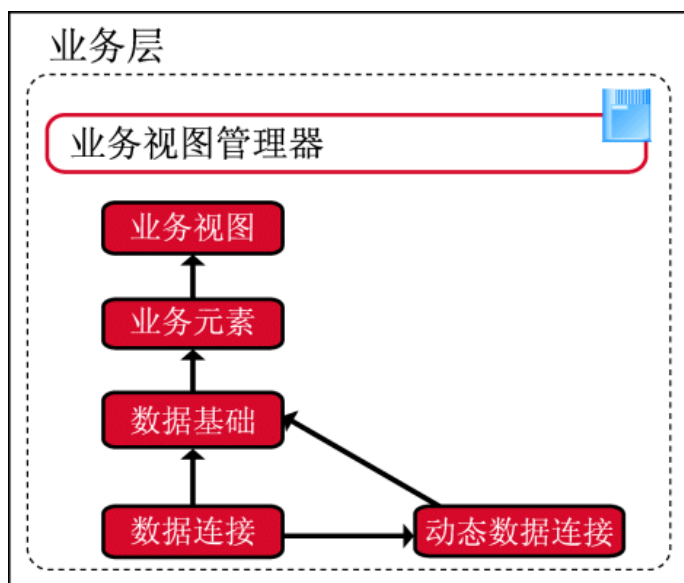 业务层
业务视图管理器
业务视图
业务元素
数据基础
数据连接
动态数据连接